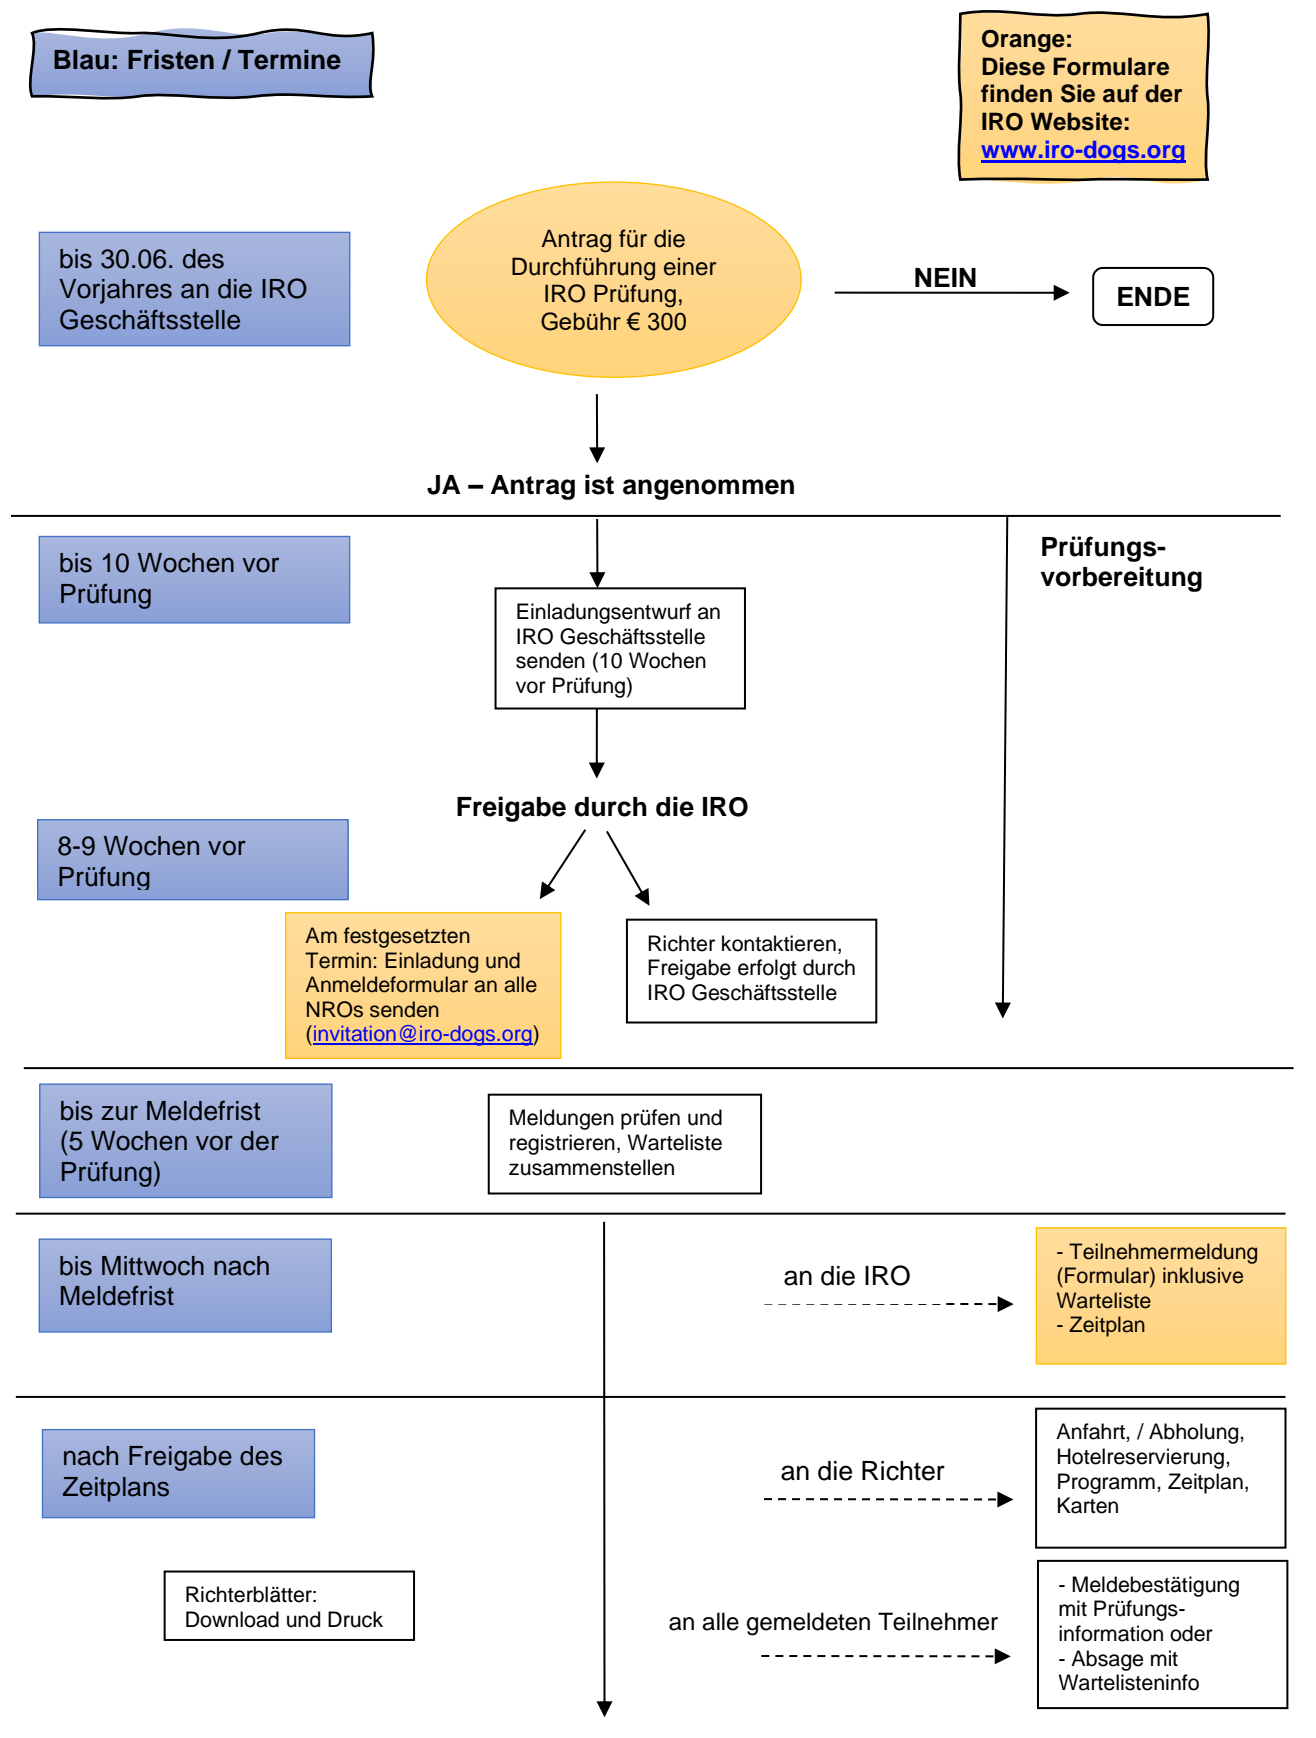 Blau: Fristen / Termine
Orange:
Diese Formulare
finden Sie auf der
IRO Website:
www.iro-dogs.org
bis 30.06. des
Vorjahres an die IRO
Geschäftsstelle
Antrag für die
Durchführung einer
IRO Prüfung,
Gebühr € 300
NEIN
ENDE
JA – Antrag ist angenommen
bis 10 Wochen vor
Prüfung
Prüfungs-
vorbereitung
Einladungsentwurf an
IRO Geschäftsstelle
senden (10 Wochen
vor Prüfung)
Freigabe durch die IRO
8-9 Wochen vor
Prüfung
Am festgesetzten
Termin: Einladung und
Anmeldeformular an alle
NROs senden
(invitation@iro-dogs.org)
Richter kontaktieren,
Freigabe erfolgt durch
IRO Geschäftsstelle
bis zur Meldefrist
(5 Wochen vor der
Prüfung)
Meldungen prüfen und
registrieren, Warteliste
zusammenstellen
bis Mittwoch nach
Meldefrist
an die IRO
- Teilnehmermeldung
(Formular) inklusive
Warteliste
- Zeitplan
nach Freigabe des
Zeitplans
an die Richter
Anfahrt, / Abholung,
Hotelreservierung,
Programm, Zeitplan,
Karten
Richterblätter:
Download und Druck
an alle gemeldeten Teilnehmer
- Meldebestätigung
mit Prüfungs-
information oder
- Absage mit
Wartelisteninfo